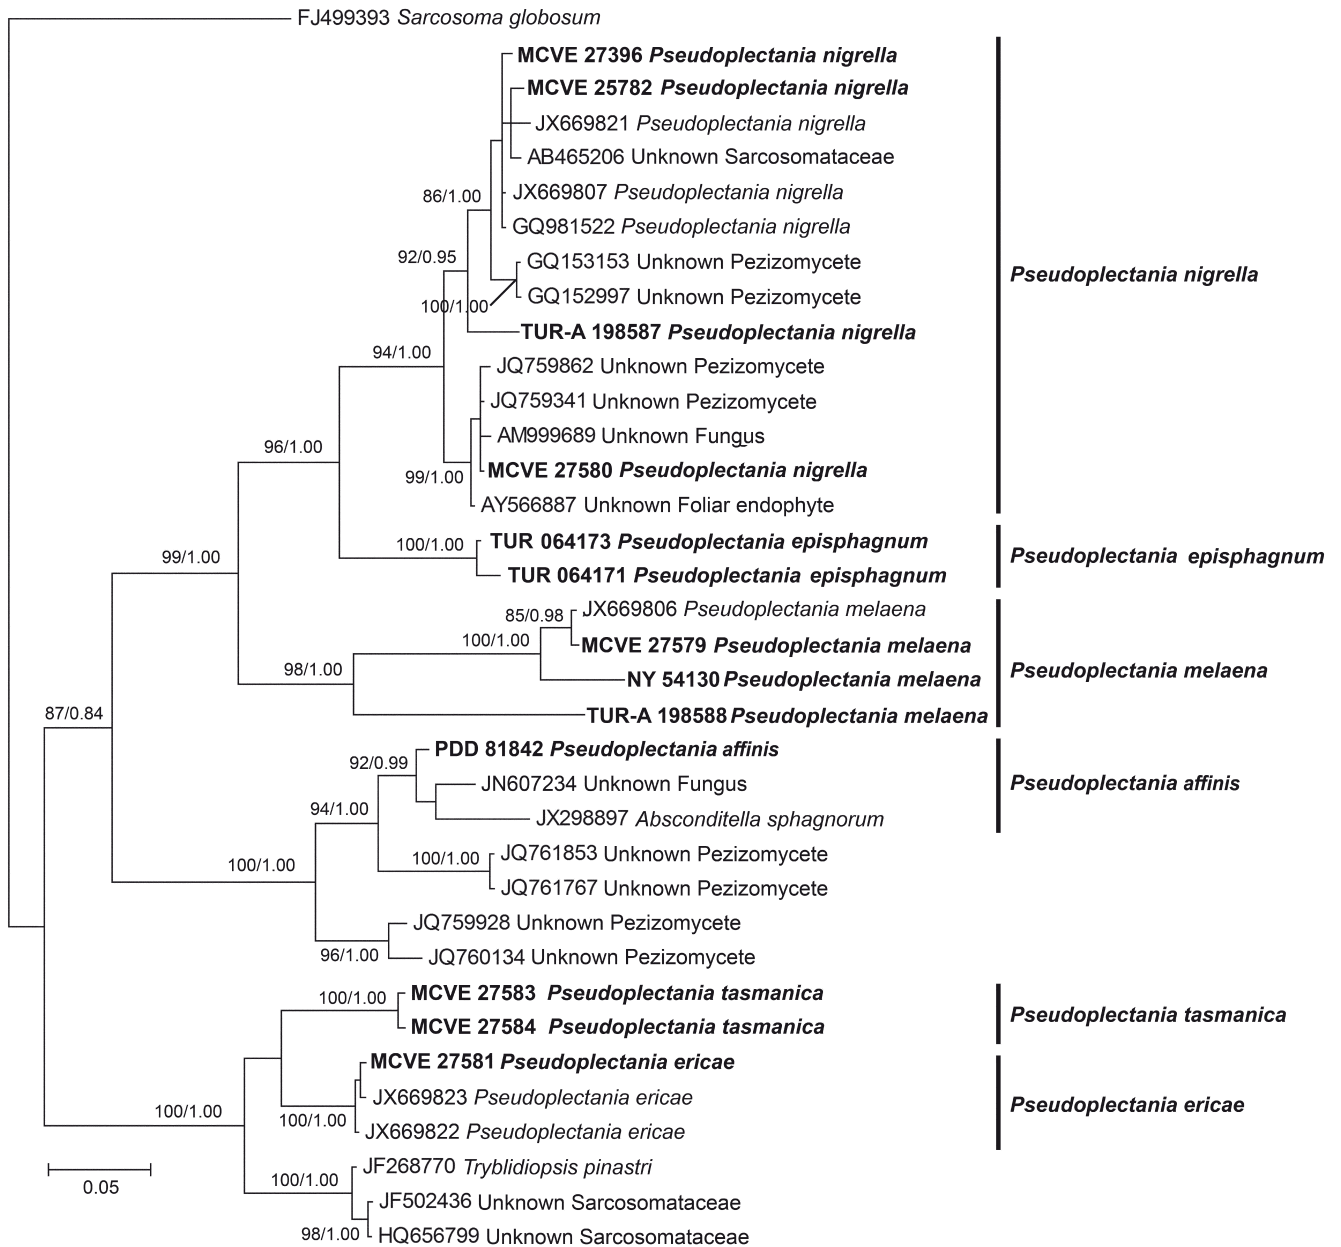 FJ499393 Sarcosoma globosum
MCVE 27396 Pseudoplectania nigrella
MCVE 25782 Pseudoplectania nigrella
JX669821 Pseudoplectania nigrella
AB465206 Unknown Sarcosomataceae
86/1.00
JX669807 Pseudoplectania nigrella
GQ981522 Pseudoplectania nigrella
92/0.95
GQ153153 Unknown Pezizomycete
Pseudoplectania nigrella
100/1.00
GQ152997 Unknown Pezizomycete
TUR-A 198587 Pseudoplectania nigrella
94/1.00
JQ759862 Unknown Pezizomycete
JQ759341 Unknown Pezizomycete
AM999689 Unknown Fungus
96/1.00
MCVE 27580 Pseudoplectania nigrella
99/1.00
AY566887 Unknown Foliar endophyte
100/1.00
TUR 064173 Pseudoplectania episphagnum
Pseudoplectania episphagnum
99/1.00
TUR 064171 Pseudoplectania episphagnum
85/0.98
JX669806 Pseudoplectania melaena
100/1.00
MCVE 27579 Pseudoplectania melaena
98/1.00
Pseudoplectania melaena
NY 54130 Pseudoplectania melaena
87/0.84
TUR-A 198588 Pseudoplectania melaena
PDD 81842 Pseudoplectania affinis
92/0.99
JN607234 Unknown Fungus
Pseudoplectania affinis
94/1.00
JX298897 Absconditella sphagnorum
100/1.00
100/1.00
JQ761853 Unknown Pezizomycete
JQ761767 Unknown Pezizomycete
JQ759928 Unknown Pezizomycete
96/1.00
JQ760134 Unknown Pezizomycete
100/1.00
MCVE 27583 Pseudoplectania tasmanica
Pseudoplectania tasmanica
MCVE 27584 Pseudoplectania tasmanica
MCVE 27581 Pseudoplectania ericae
JX669823 Pseudoplectania ericae
Pseudoplectania ericae
100/1.00
100/1.00
JX669822 Pseudoplectania ericae
JF268770 Tryblidiopsis pinastri
0.05
100/1.00
JF502436 Unknown Sarcosomataceae
98/1.00
HQ656799 Unknown Sarcosomataceae